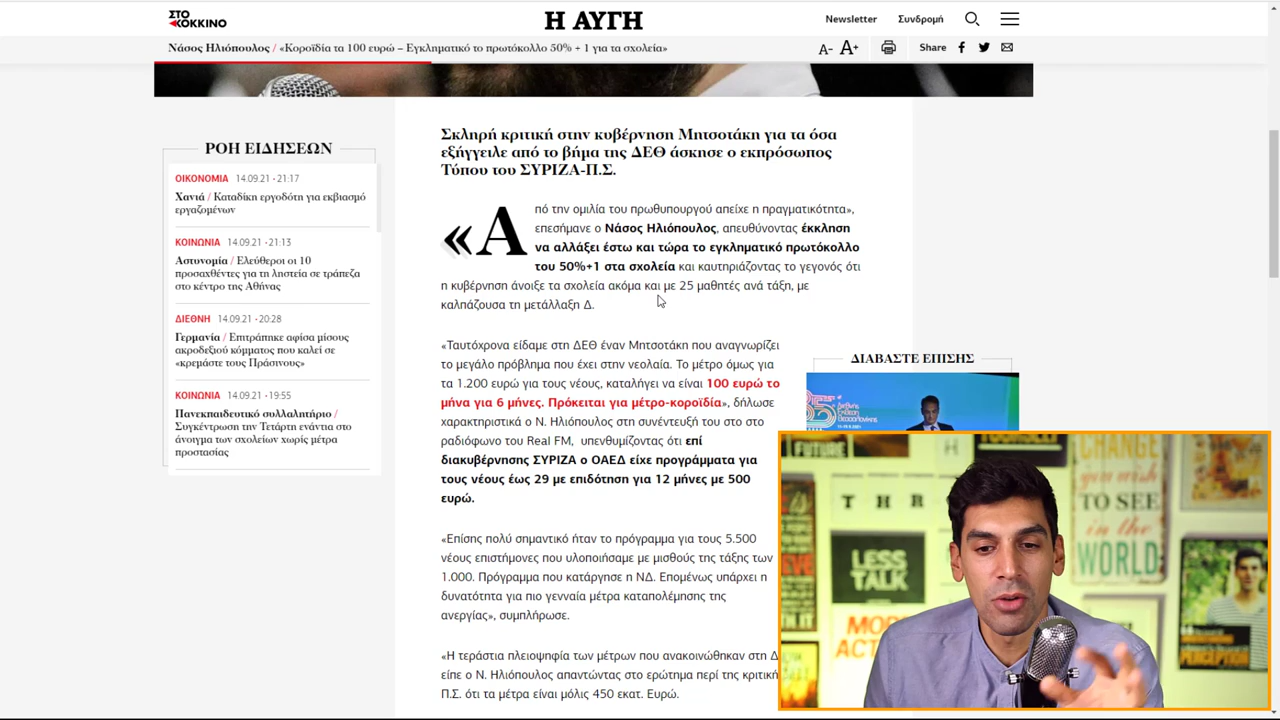 ΣΤΟ
ΚΟΚΚΙΝΟ
Η ΑΥΓΗ
Newsletter
Συνδρομή
Νάσος Ηλιόπουλος / «Κοροϊδία τα 100 ευρώ – Εγκληματικό το πρωτόκολλο 50% + 1 για τα σχολεία»
A- A+
Share
ΡΟΗ ΕΙΔΗΣΕΩΝ
ΟΙΚΟΝΟΜΙΑ 14.09.21 • 21:17
Χανιά / Καταδίκη εργοδότη για εκβιασμό
εργαζομένων
ΚΟΙΝΩΝΙΑ 14.09.21 • 21:13
Αστυνομία / Ελεύθεροι οι 10
προσαχθέντες για τη ληστεία σε τράπεζα
στο κέντρο της Αθήνας
ΔΙΕΘΝΗ 14.09.21 • 20:28
Γερμανία / Επιτράπηκε αφίσα μίσους
ακροδεξιού κόμματος που καλεί σε
«κρεμάστε τους Πράσινους»
ΚΟΙΝΩΝΙΑ 14.09.21 • 19:55
Πανεκπαιδευτικό συλλαλητήριο /
Συγκέντρωση την Τετάρτη ενάντια στο
άνοιγμα των σχολείων χωρίς μέτρα
προστασίας
Σκληρή κριτική στην κυβέρνηση Μητσοτάκη για τα όσα
εξήγγειλε από το βήμα της ΔΕΘ άσκησε ο εκπρόσωπος
Τύπου του ΣΥΡΙΖΑ-Π.Σ.
«Από την ομιλία του πρωθυπουργού απείχε η πραγματικότητα»,
επεσήμανε ο Νάσος Ηλιόπουλος, απευθύνοντας έκκληση
να αλλάξει έστω και τώρα το εγκληματικό πρωτόκολλο
του 50%+1 στα σχολεία και καυτηριάζοντας το γεγονός ότι
η κυβέρνηση άνοιξε τα σχολεία ακόμα και με 25 μαθητές ανά τάξη, με
καλπάζουσα τη μετάλλαξη Δ.
«Ταυτόχρονα είδαμε στη ΔΕΘ έναν Μητσοτάκη που αναγνωρίζει
το μεγάλο πρόβλημα που έχει στην νεολαία. Το μέτρο όμως για
τα 1.200 ευρώ για τους νέους, καταλήγει να είναι 100 ευρώ το
μήνα για 6 μήνες. Πρόκειται για μέτρο-κοροϊδία», δήλωσε
χαρακτηριστικά ο Ν. Ηλιόπουλος στη συνέντευξή του στο στο
ραδιόφωνο του Real FM, υπενθυμίζοντας ότι επί
διακυβέρνησης ΣΥΡΙΖΑ ο ΟΑΕΔ είχε προγράμματα για
τους νέους έως 29 με επιδότηση για 12 μήνες με 500
ευρώ.
«Επίσης πολύ σημαντικό ήταν το πρόγραμμα για τους 5.500
νέους επιστήμονες που υλοποιήσαμε με μισθούς της τάξης των
1.000. Πρόγραμμα που κατάργησε η ΝΔ. Επομένως υπάρχει η
δυνατότητα για πιο γενναία μέτρα καταπολέμησης της
ανεργίας», συμπλήρωσε.
«Η τεράστια πλειοψηφία των μέτρων που ανακοινώθηκαν στη Δ
είπε ο Ν. Ηλιόπουλος απαντώντας στο ερώτημα περί της κριτική
Π.Σ. ότι τα μέτρα είναι μόλις 450 εκατ. Ευρώ.
ΔΙΑΒΑΣΤΕ ΕΠΙΣΗΣ
FUTURE
THR
LESS
TALK
MORE
CHANGE
TO SEE
in the
WORLD